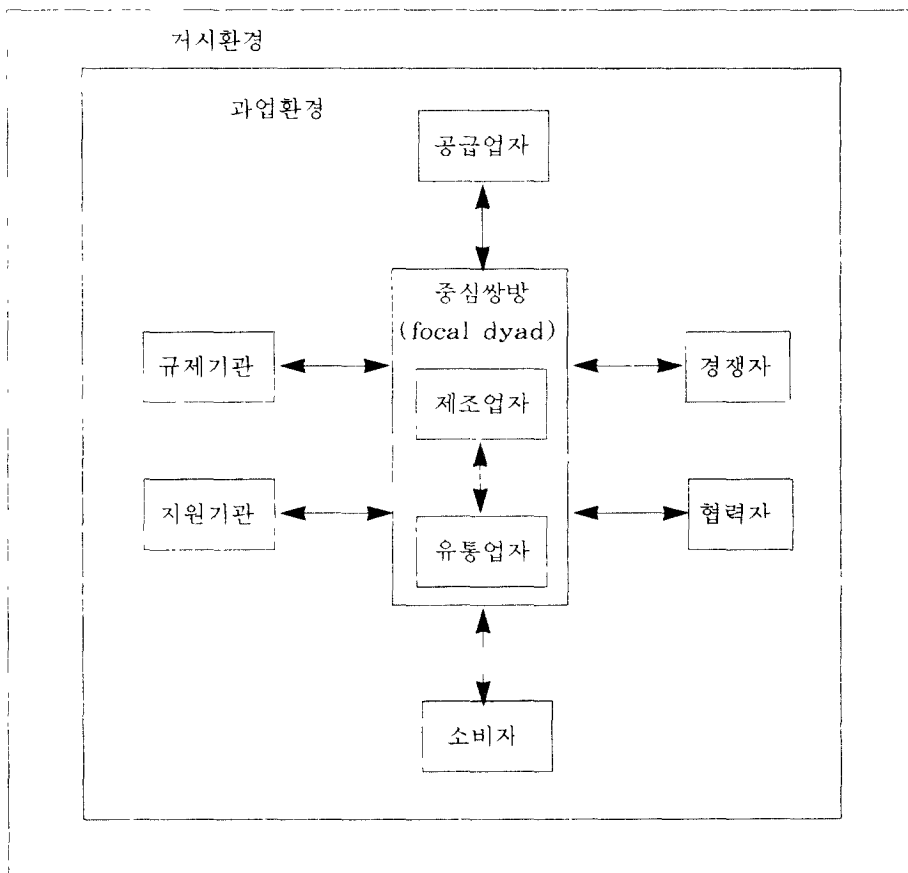 거시환경
과업환경
공급업자
중심쌍방
(focal dyad)
규제기관
경쟁자
제조업자
지원기관
협력자
유통업자
소비자